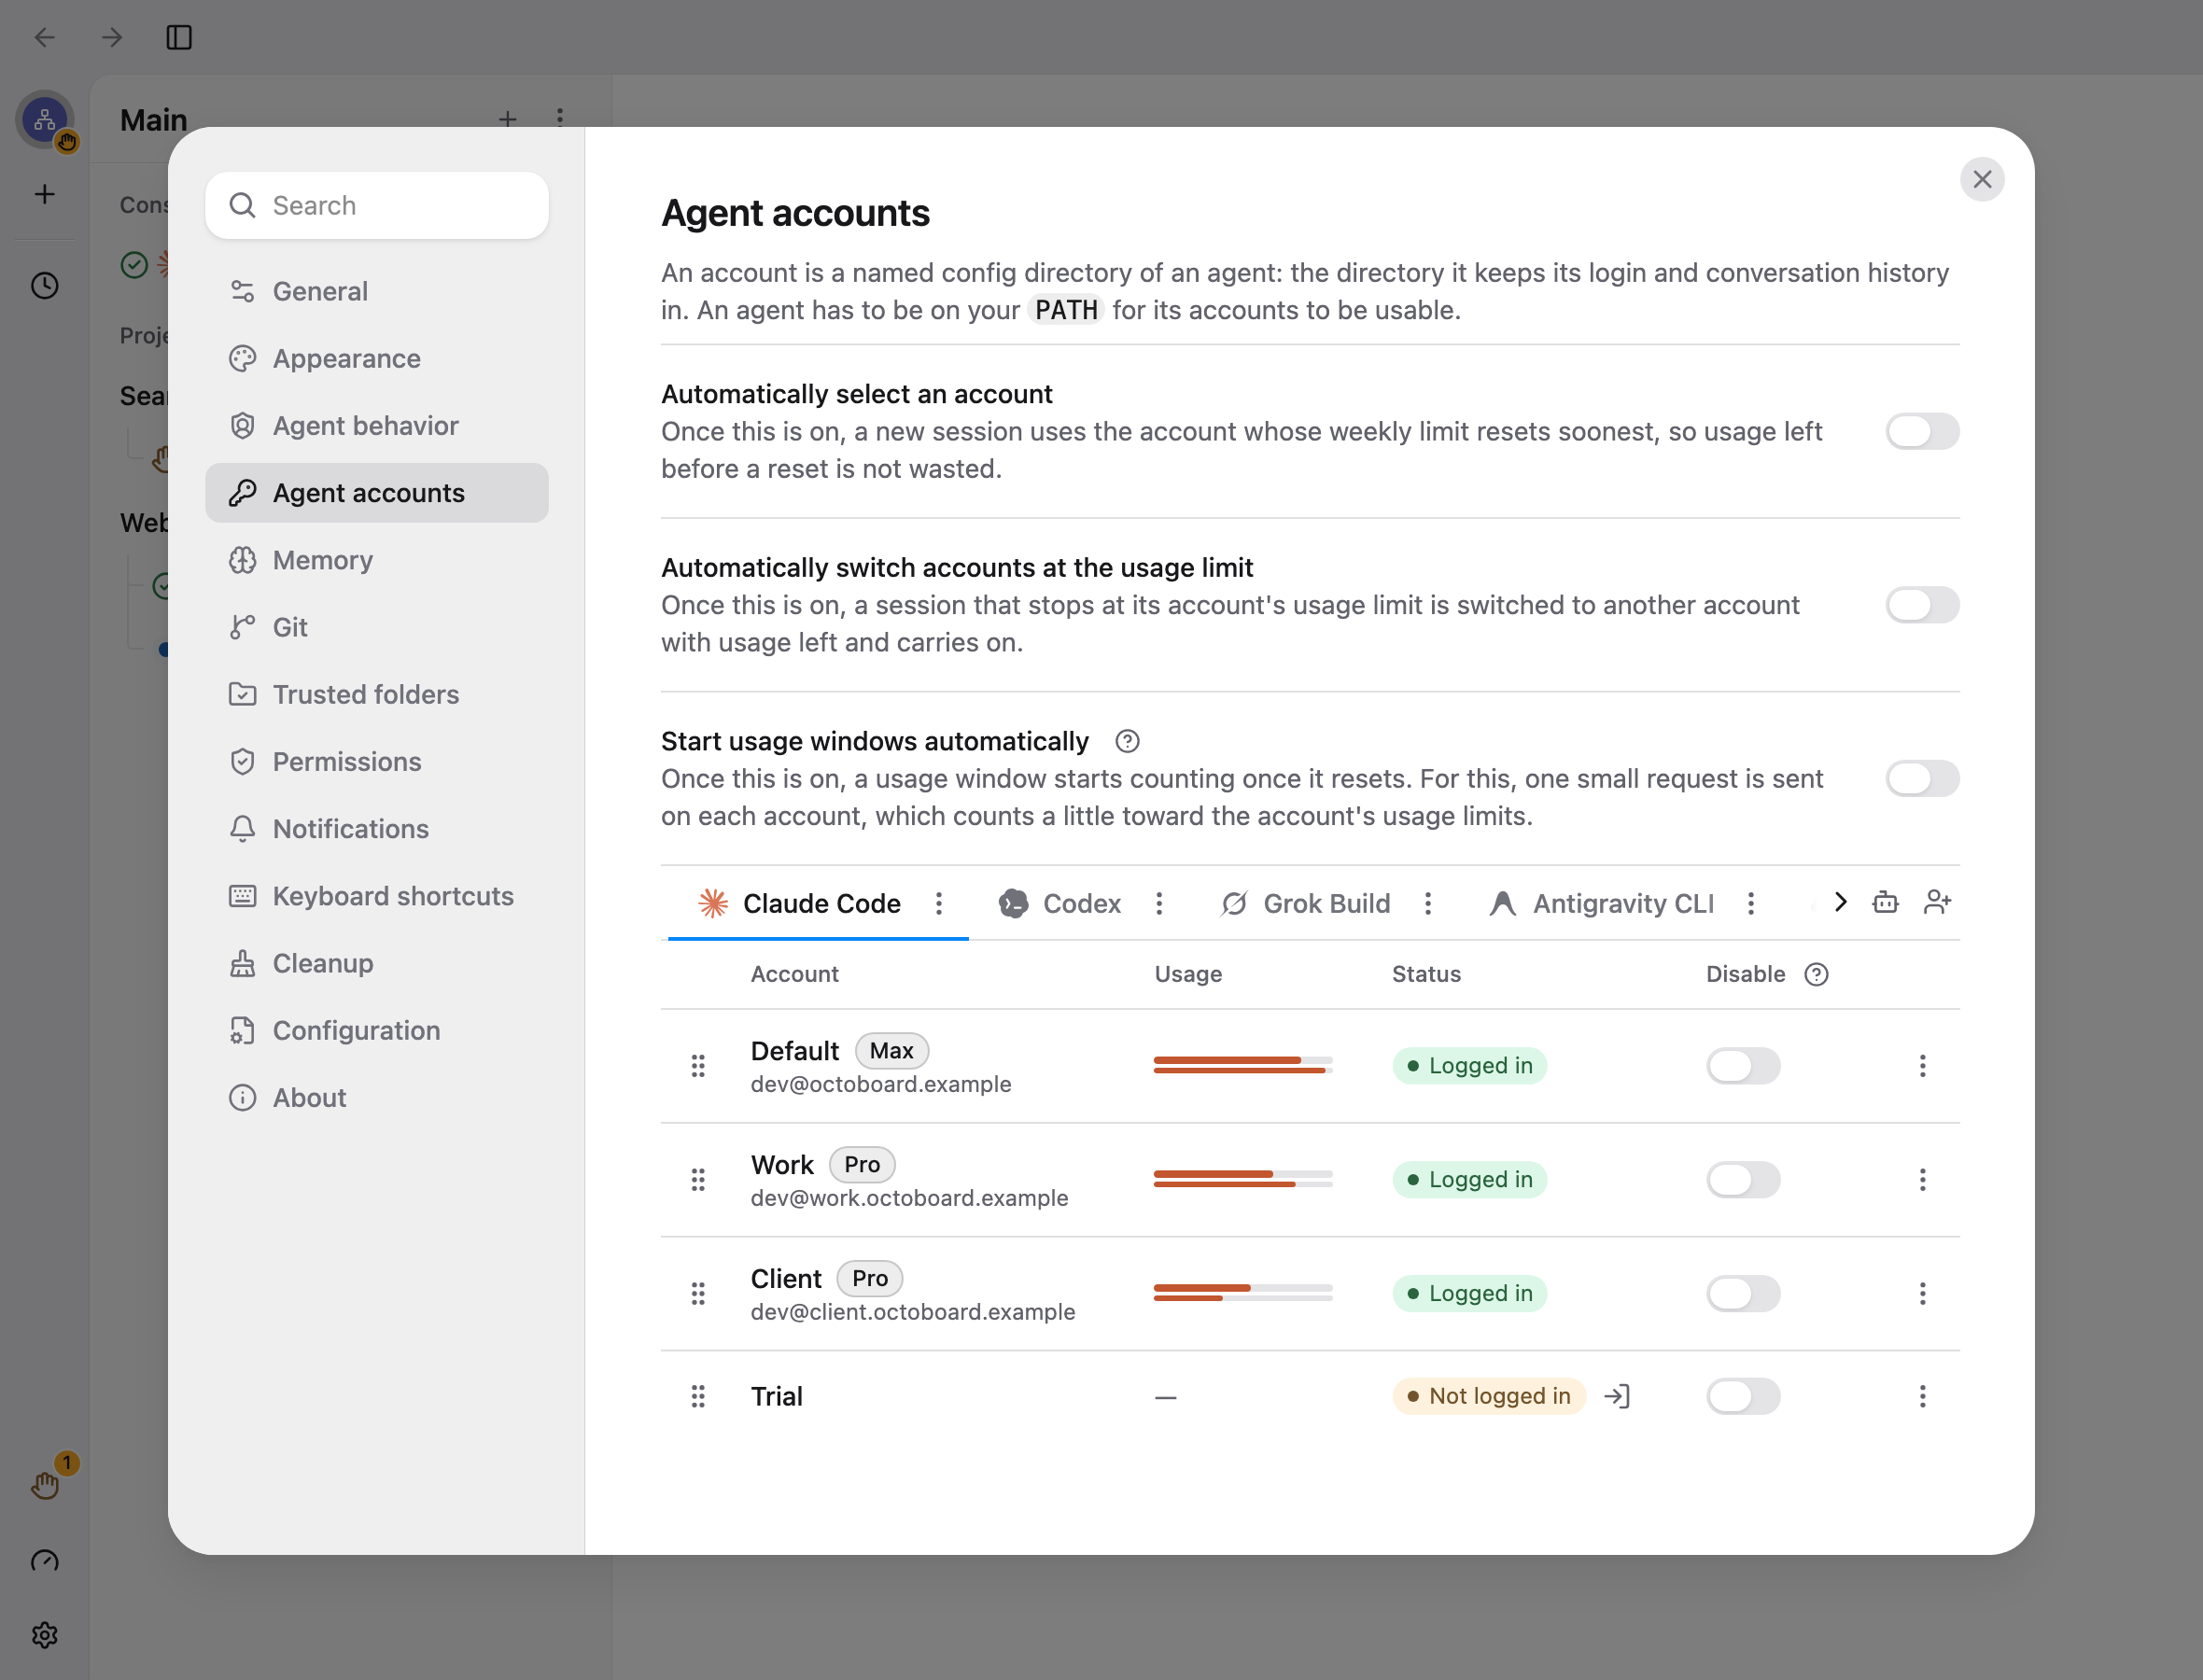 Main
Search
General
Appearance
Agent behavior
Agent accounts
Memory
Git
Trusted folders
Permissions
Notifications
Keyboard shortcuts
Cleanup
Configuration
About
1
Agent accounts
An account is a named config directory of an agent: the directory it keeps its login and conversation history
in. An agent has to be on your PATH for its accounts to be usable.
Automatically select an account
Once this is on, a new session uses the account whose weekly limit resets soonest, so usage left
before a reset is not wasted.
Automatically switch accounts at the usage limit
Once this is on, a session that stops at its account's usage limit is switched to another account
with usage left and carries on.
Start usage windows automatically
Once this is on, a usage window starts counting once it resets. For this, one small request is sent
on each account, which counts a little toward the account's usage limits.
Claude Code Codex Grok Build Antigravity CLI
Account Usage Status Disable
Default Max
dev@octoboard.example
Logged in
Work Pro
dev@work.octoboard.example
Logged in
Client Pro
dev@client.octoboard.example
Logged in
Trial — Not logged in